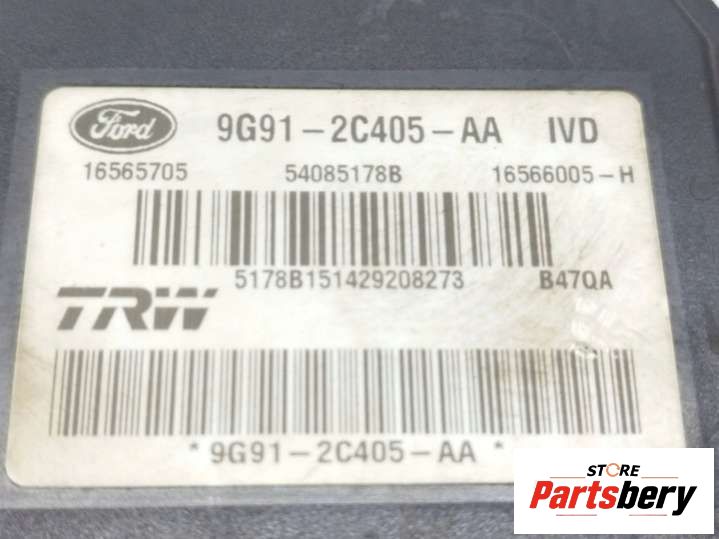 Ford 9G91-2C405-AA IVD
16565705 54085178B 16566005-H
5178B151429208273 B47QA
TRW
* 9G91-2C405-AA *
STORE
Partsbery